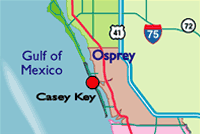 41
75
72
Gulf of
Mexico
Osprey
Casey Key